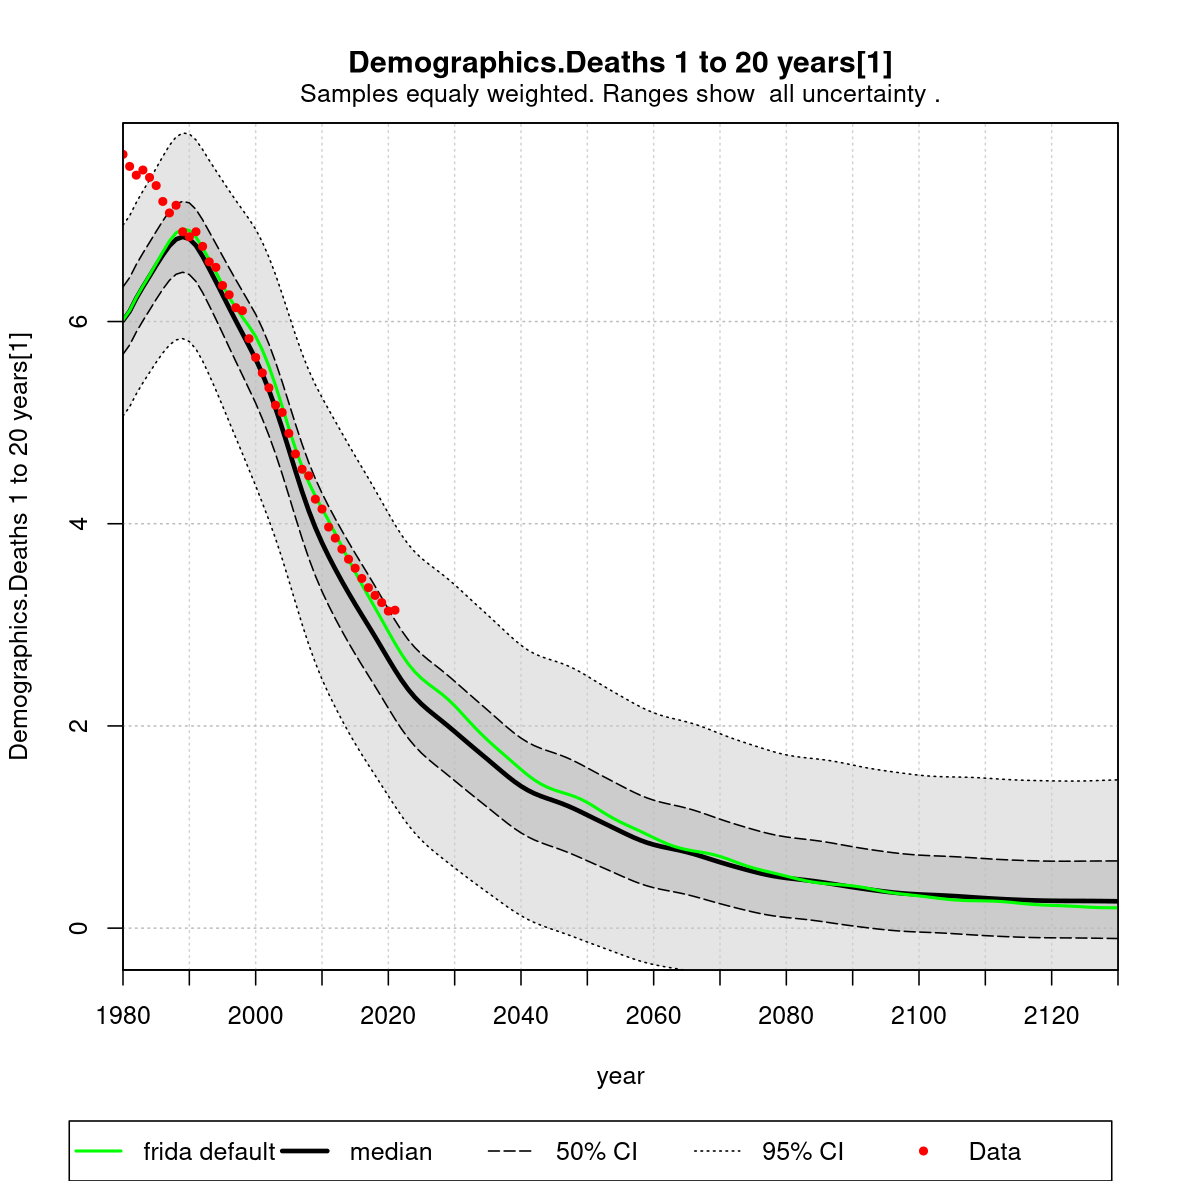 Demographics.Deaths 1 to 20 years[1]
Samples equaly weighted. Ranges show  all uncertainty .
Demographics.Deaths 1 to 20 years[1]
6
4
2
0
1980 2000 2020 2040 2060 2080 2100 2120
year
frida default median 50% CI 95% CI Data